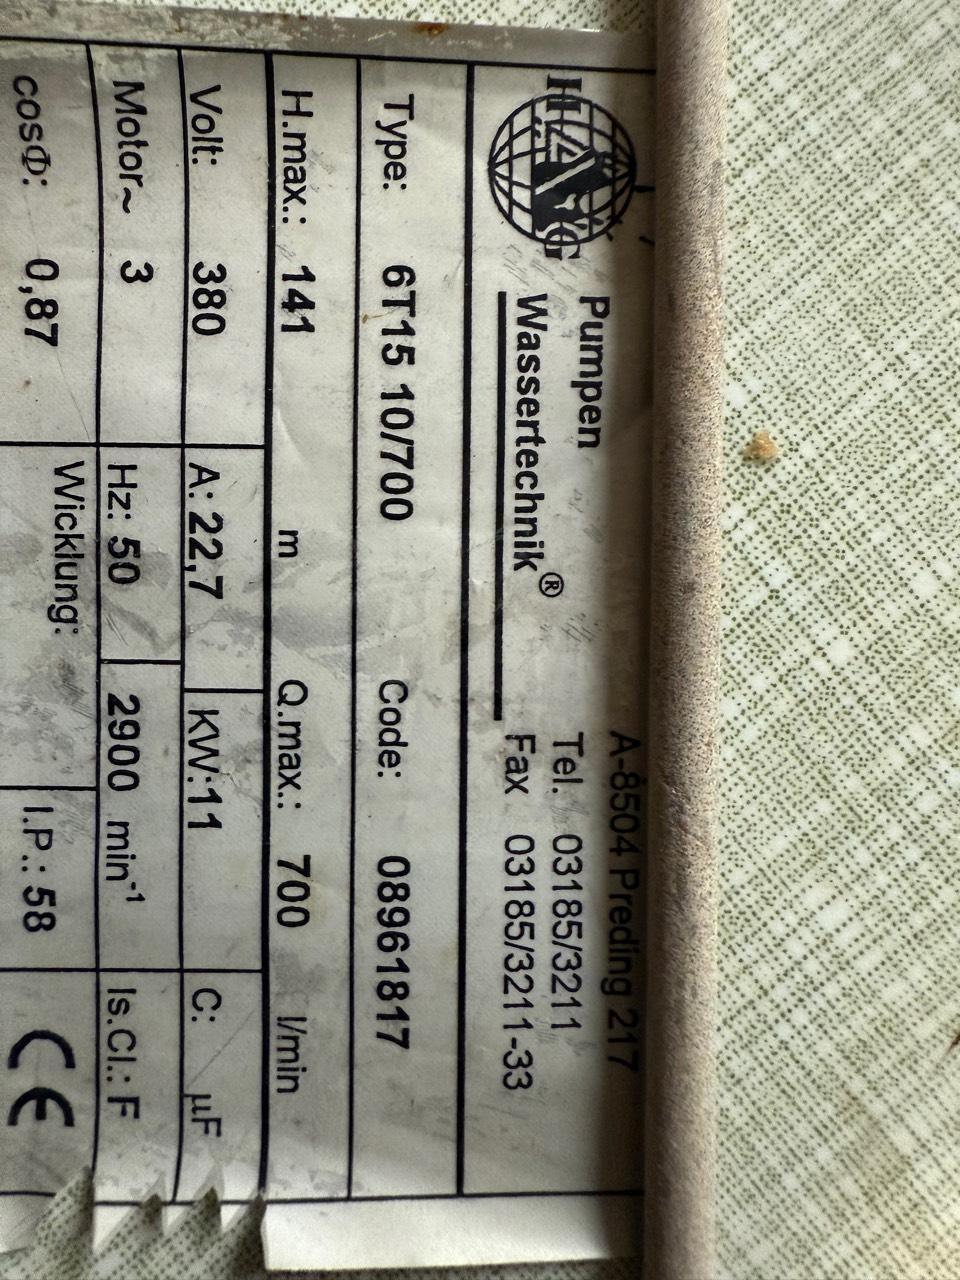 HAPG
Pumpen
Wassertechnik®
A-8504 Preding 217
Tel. 03185/3211
Fax 03185/3211-33
Type: 6T15 10/700 Code: 08961817
H.max.: 141 m Q.max.: 700 l/min
Volt: 380 A: 22,7 KW: 11 C: µF
Motor~ 3 Hz: 50 2900 min⁻¹ Is.Cl.: F
cosΦ: 0,87 Wicklung: I.P.: 58 CE